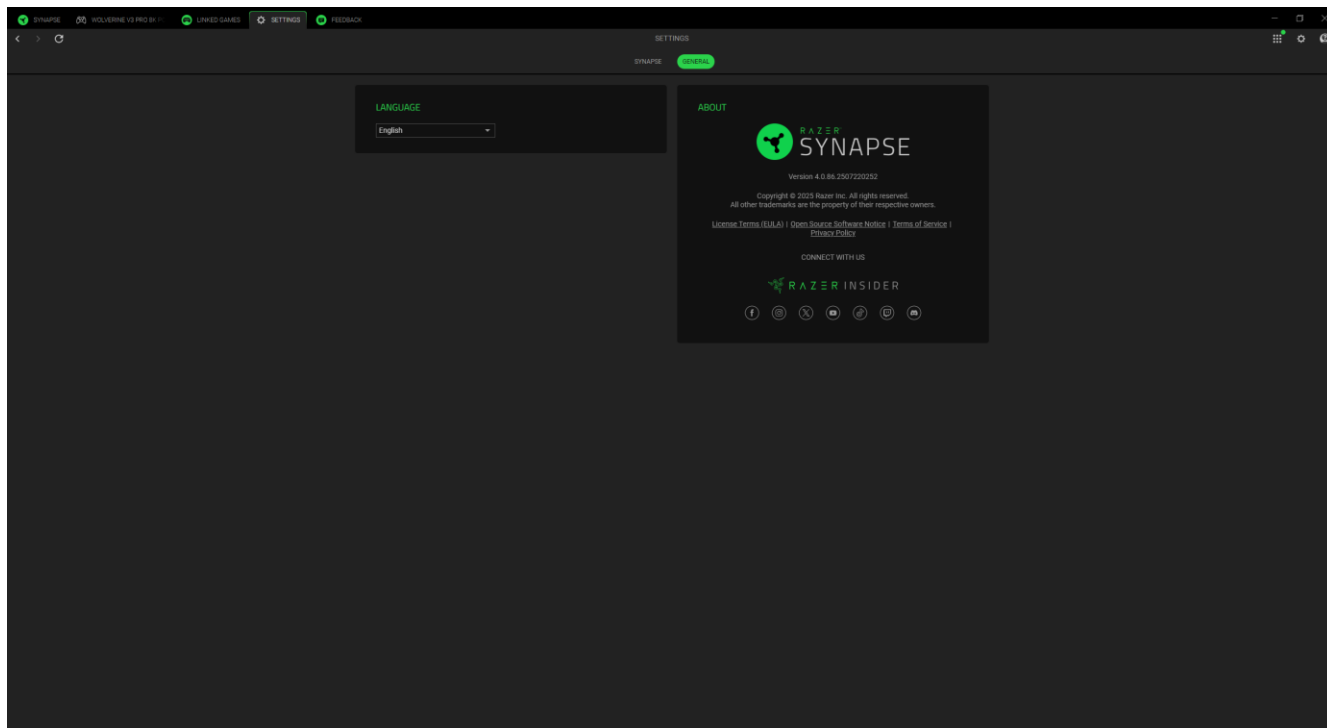 SYNAPSE
WOLVERINE V3 PRO 8K
LINKED GAMES
SETTINGS
FEEDBACK
SETTINGS
SYNAPSE
GENERAL
LANGUAGE
English
ABOUT
RAZER
SYNAPSE
Version 4.0.86.2507220252
Copyright © 2025 Razer Inc. All rights reserved.
All other trademarks are the property of their respective owners.
License Terms (EULA) | Open Source Software Notice | Terms of Service |
Privacy Policy
CONNECT WITH US
RAZER INSIDER